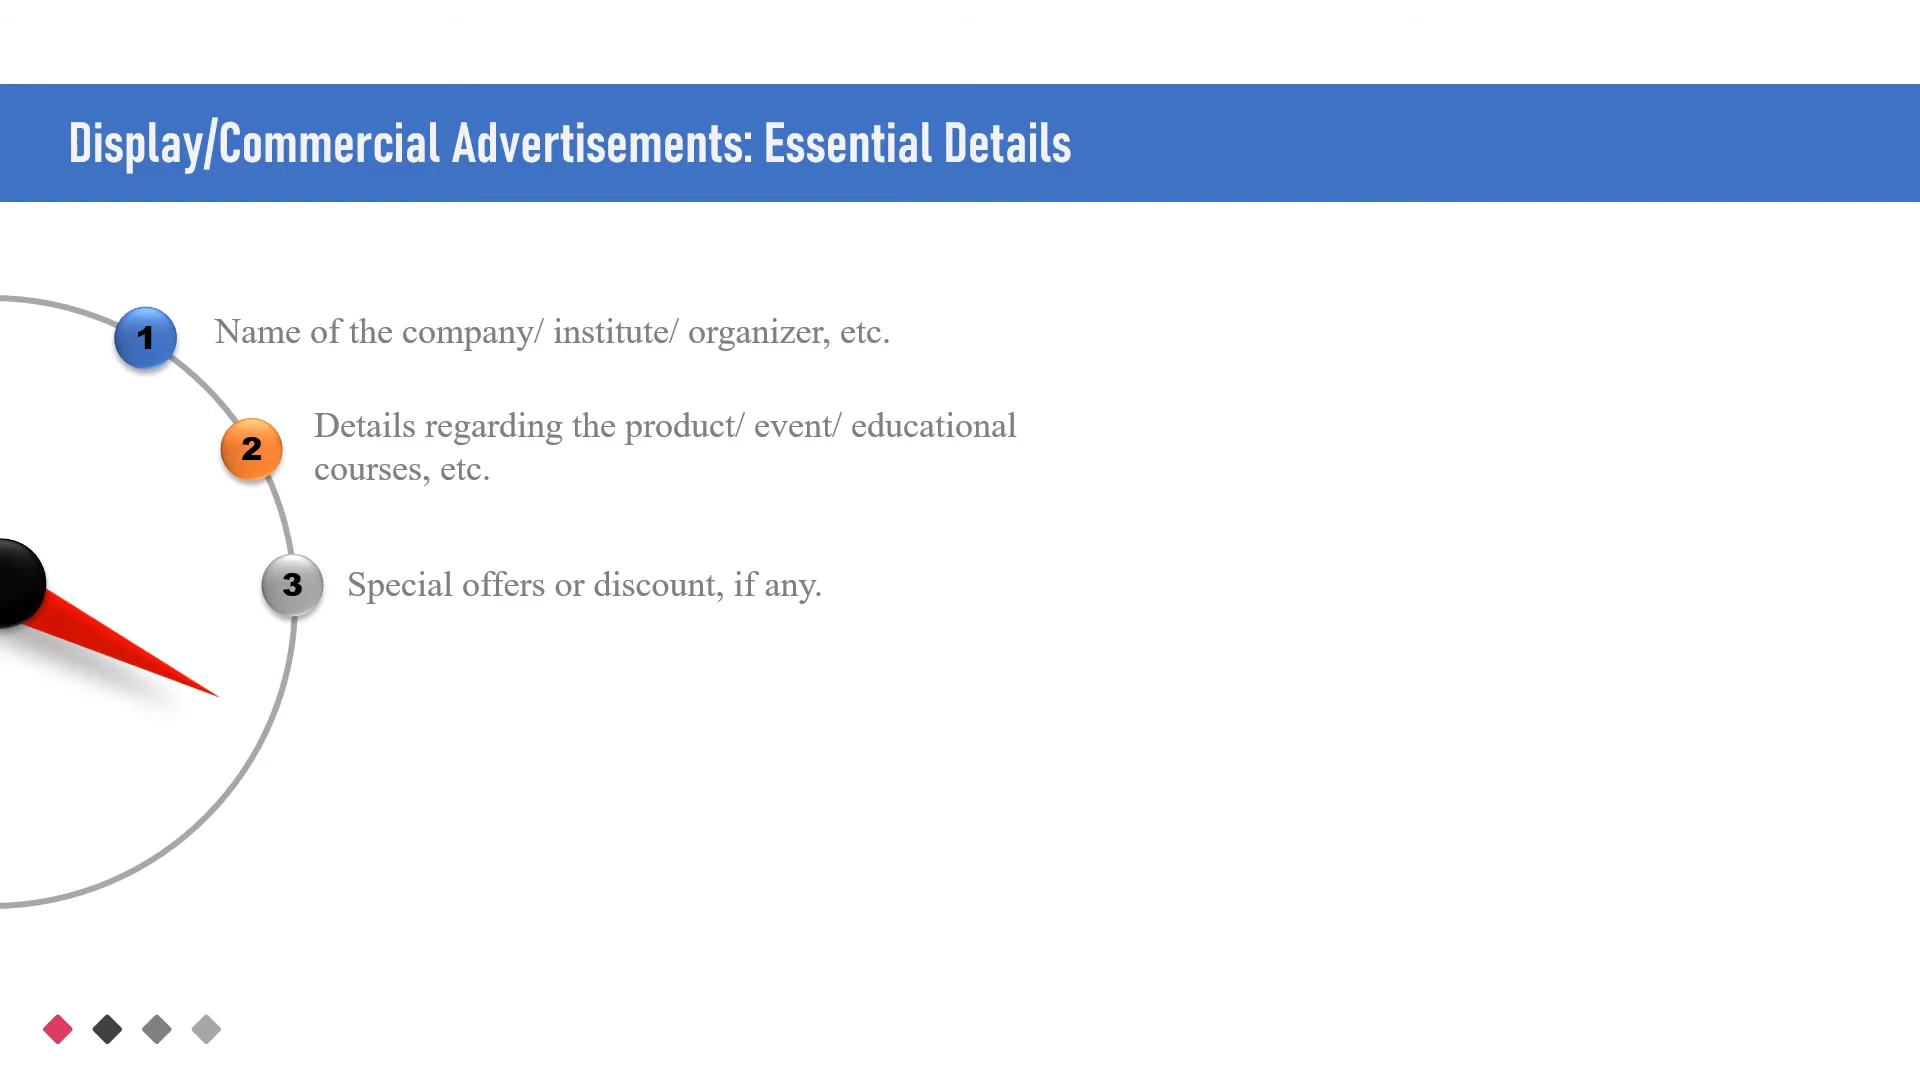 Display/Commercial Advertisements: Essential Details
1
Name of the company/ institute/ organizer, etc.
2
Details regarding the product/ event/ educational
courses, etc.
3
Special offers or discount, if any.